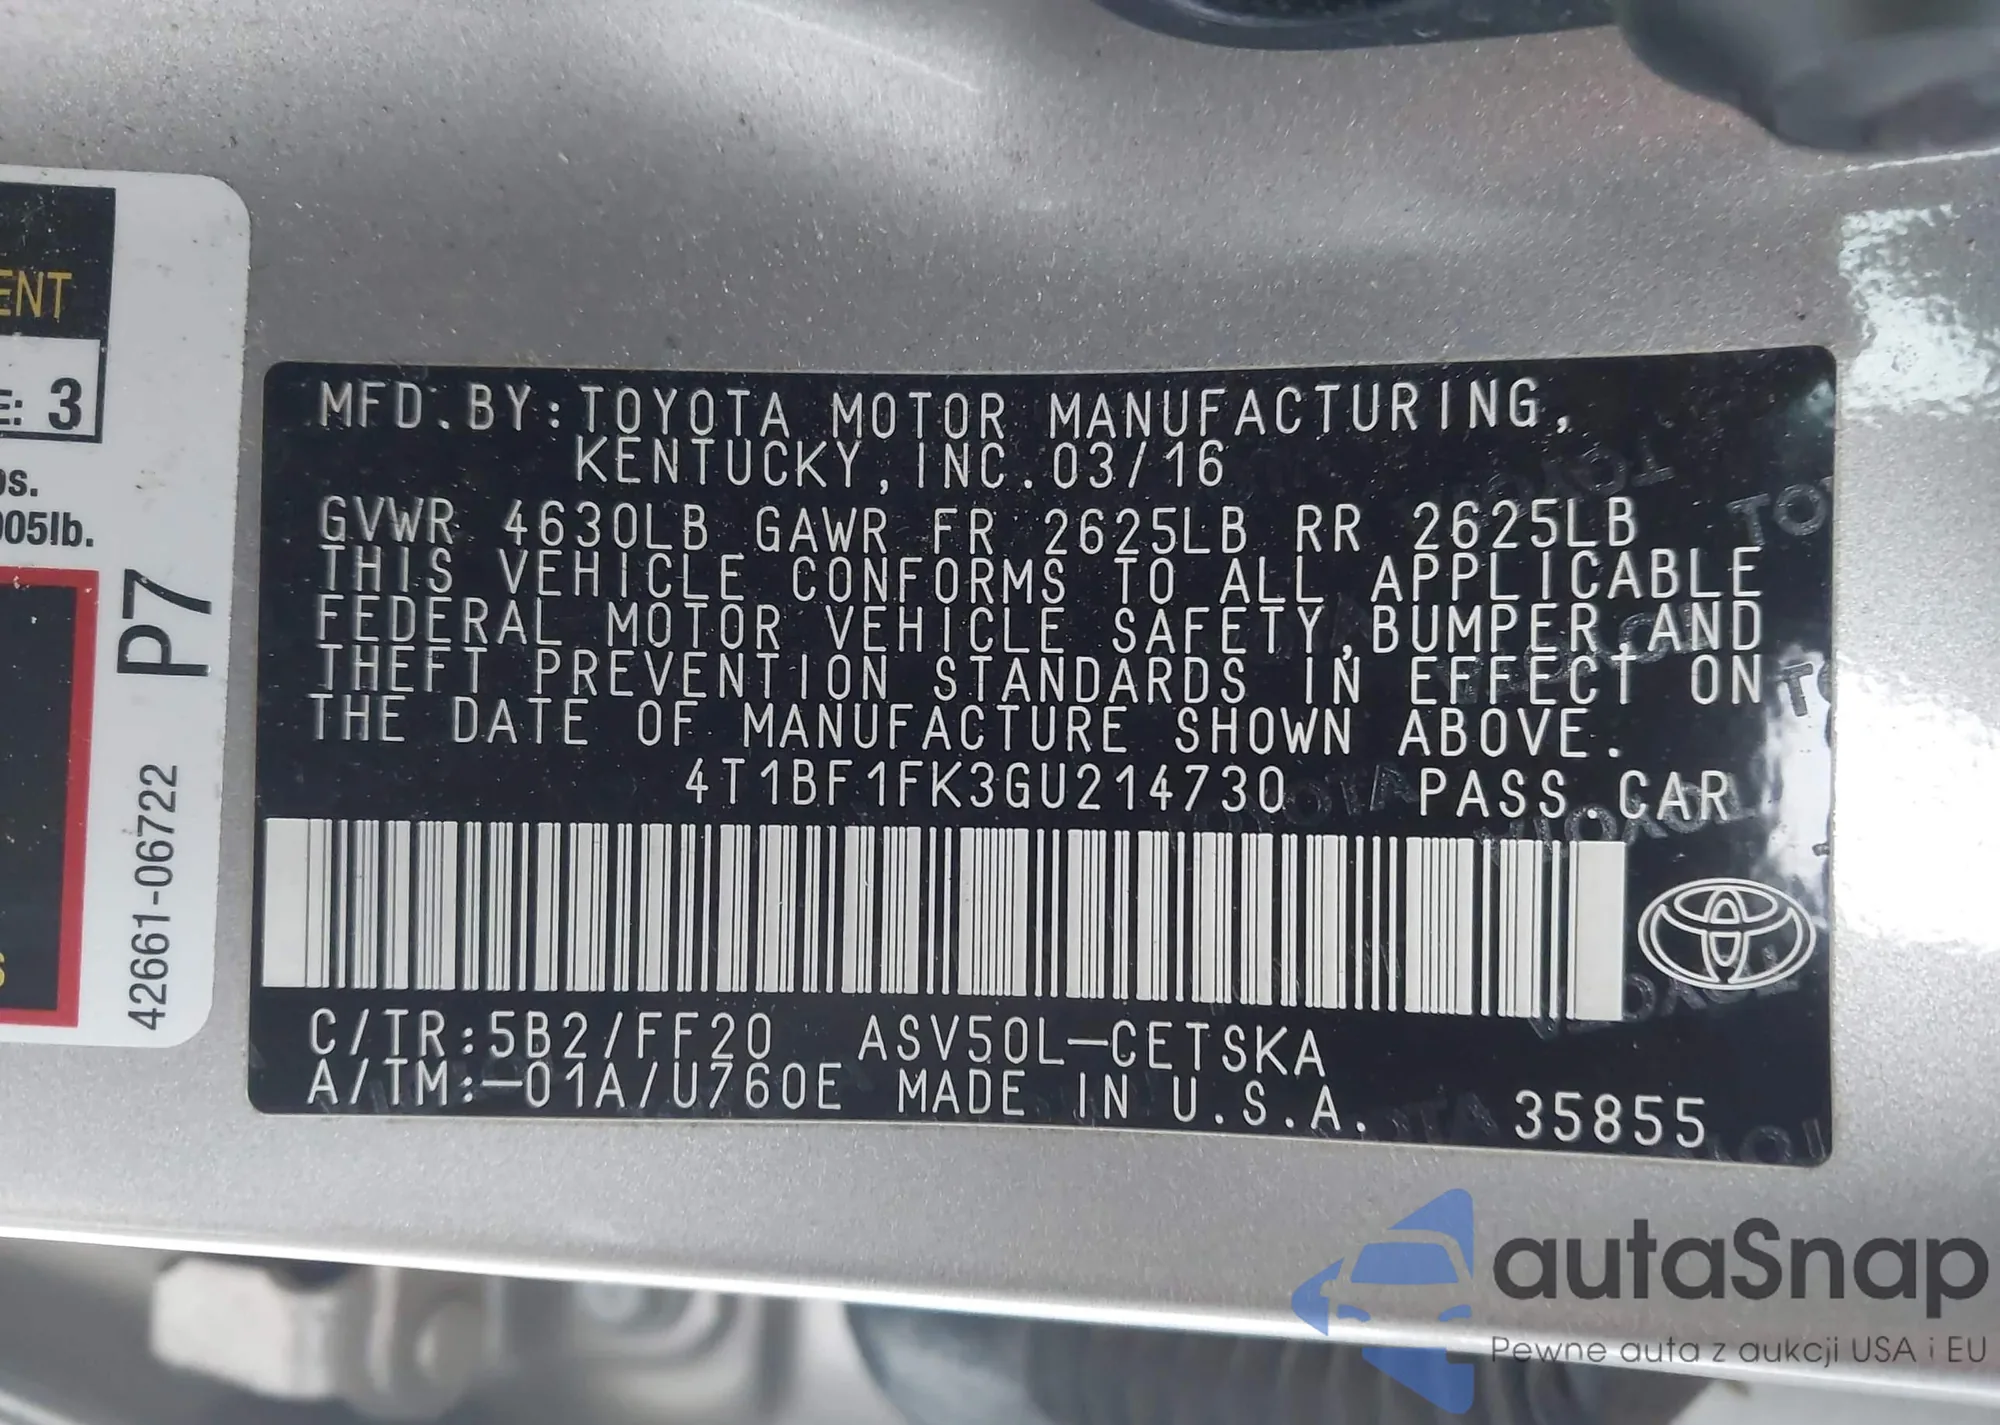 ENT
E: 3
os.
005lb.
P7
42661-06722
MFD.BY:TOYOTA MOTOR MANUFACTURING,
KENTUCKY,INC.03/16
GVWR 4630LB GAWR FR 2625LB RR 2625LB
THIS VEHICLE CONFORMS TO ALL APPLICABLE
FEDERAL MOTOR VEHICLE SAFETY,BUMPER,AND
THEFT PREVENTION STANDARDS IN EFFECT ON
THE DATE OF MANUFACTURE SHOWN ABOVE.
4T1BF1FK3GU214730 PASS.CAR
C/TR:5B2/FF20 ASV50L-CETSKA
A/TM:-01A/U760E MADE IN U.S.A. 35855
autaSnap
Pewne auta z aukcji USA i EU